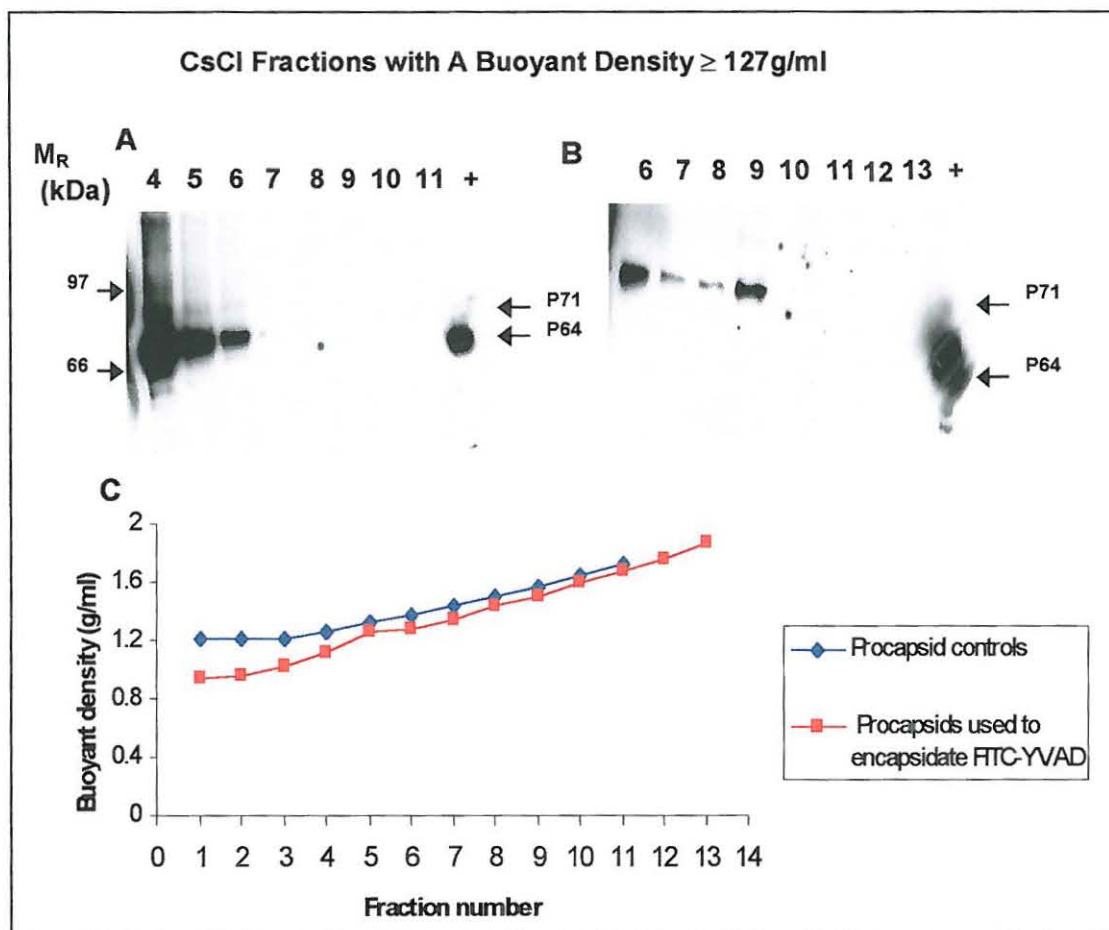 CsCl Fractions with A Buoyant Density ≥ 127g/ml
A
MR
(kDa)
4 5 6 7 8 9 10 11 +
97
66
P71
P64
B
6 7 8 9 10 11 12 13 +
P71
P64
C
Buoyant density (g/ml)
2
1.6
1.2
0.8
0.4
0
0 1 2 3 4 5 6 7 8 9 10 11 12 13 14
Fraction number
Procapsid controls
Procapsids used to
encapsidate FITC-YVAD